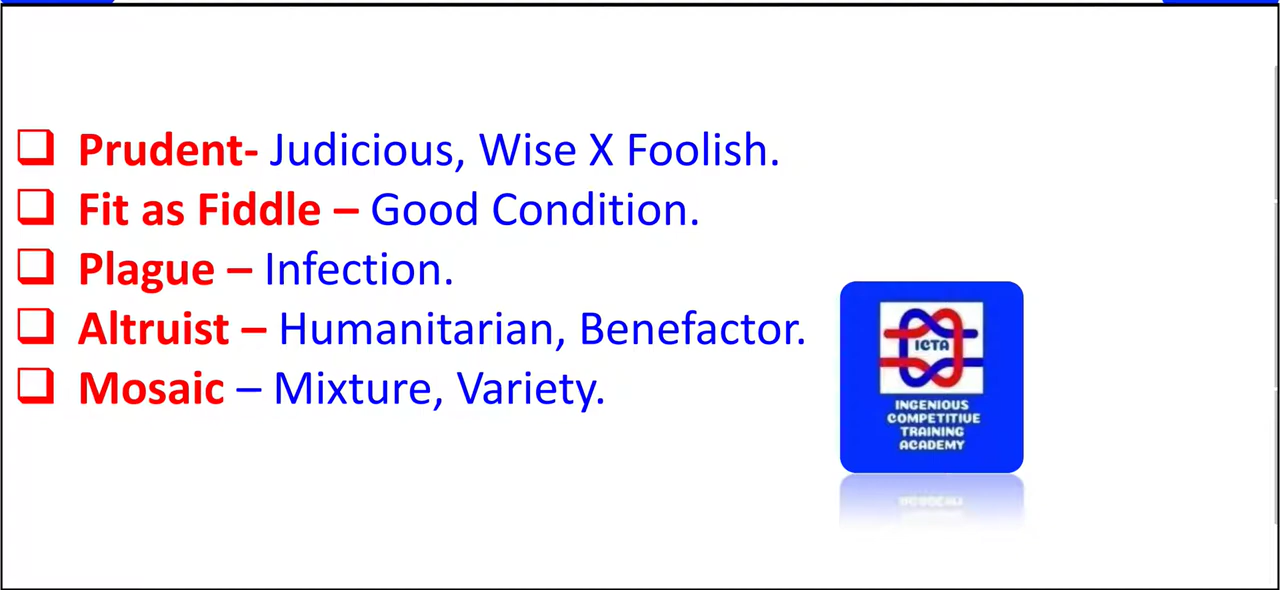 Prudent- Judicious, Wise X Foolish.
Fit as Fiddle – Good Condition.
Plague – Infection.
Altruist – Humanitarian, Benefactor.
Mosaic – Mixture, Variety.
ICTA
INGENIOUS
COMPETITIVE
TRAINING
ACADEMY